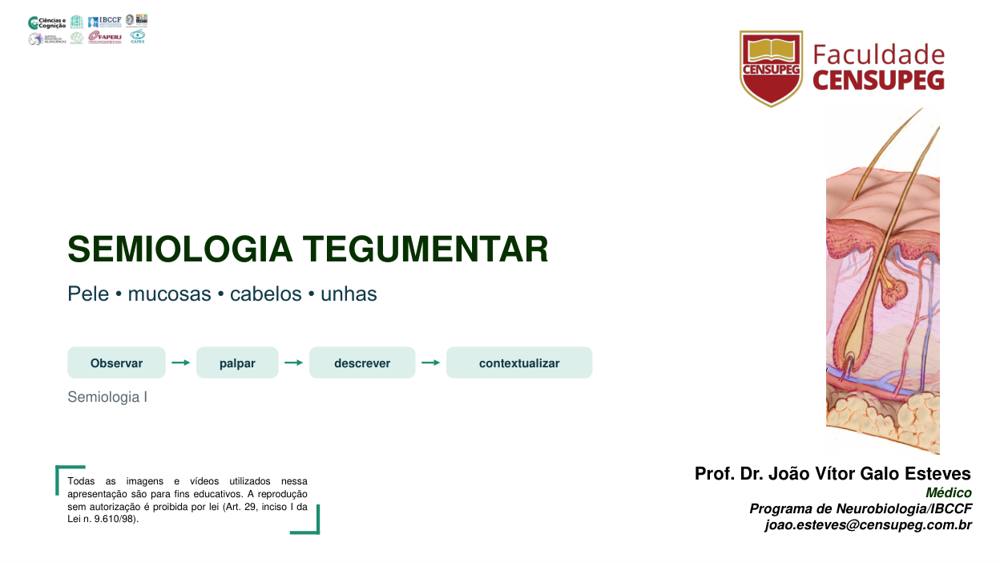 Ciências e
Cognição
IBCCF
FAPERJ
CAPES
CENSUPEG
Faculdade
CENSUPEG
SEMIOLOGIA TEGUMENTAR
Pele • mucosas • cabelos • unhas
Observar
palpar
descrever
contextualizar
Semiologia I
Todas as imagens e vídeos utilizados nessa
apresentação são para fins educativos. A reprodução
sem autorização é proibida por lei (Art. 29, inciso I da
Lei n. 9.610/98).
Prof. Dr. João Vítor Galo Esteves
Médico
Programa de Neurobiologia/IBCCF
joao.esteves@censupeg.com.br